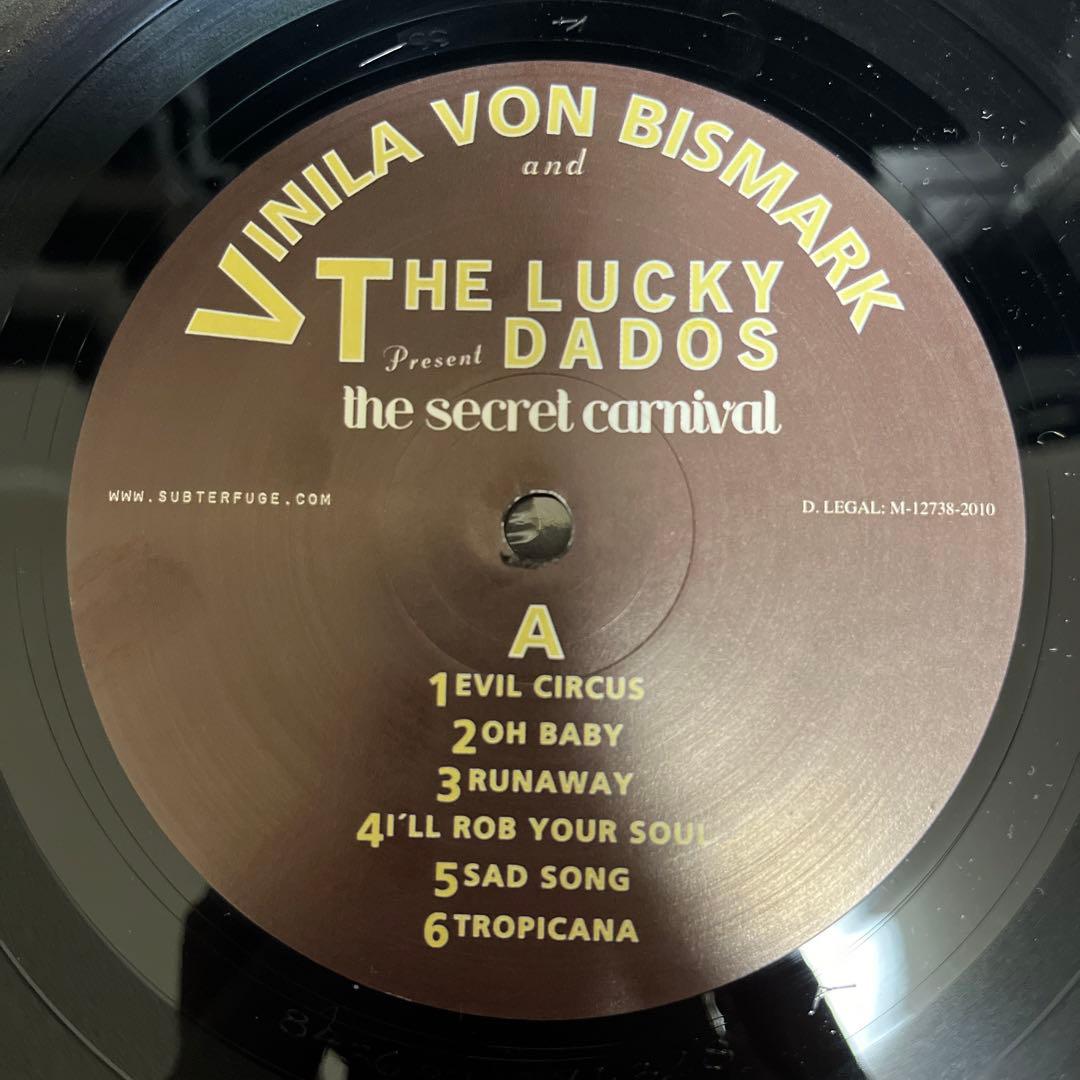 VINILA VON BISMARK
and
THE LUCKY
Present DADOS
the secret carnival
WWW.SUBTERFUGE.COM
D. LEGAL: M-12738-2010
A
1 EVIL CIRCUS
2 OH BABY
3 RUNAWAY
4 I´LL ROB YOUR SOUL
5 SAD SONG
6 TROPICANA